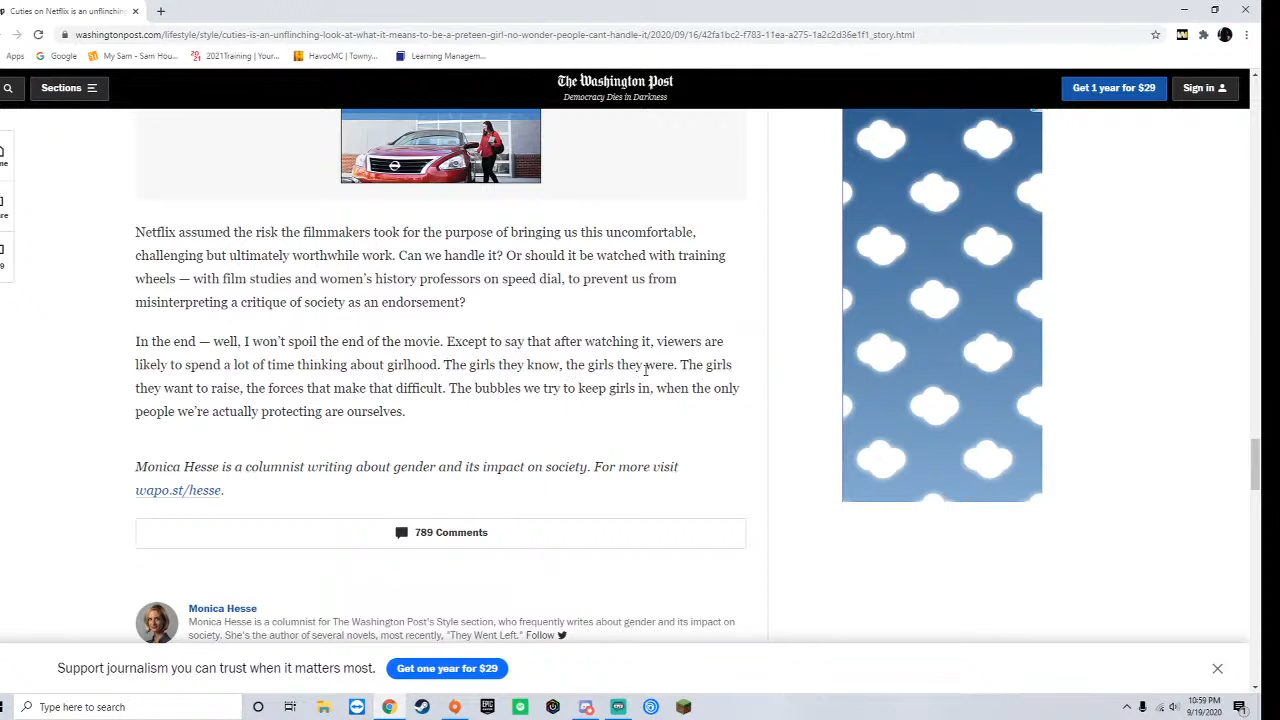 Cuties on Netflix is an unflinching
washingtonpost.com/lifestyle/style/cuties-is-an-unflinching-look-at-what-it-means-to-be-a-preteen-girl-no-wonder-people-cant-handle-it/2020/09/16/42fa1bc2-f783-11ea-a275-1a2c2d36e1f1_story.html
Apps Google My Sam - Sam Hou... 2021Training | Your... HavocMC | Towny... Learning Managem...
Sections
The Washington Post
Democracy Dies in Darkness
Get 1 year for $29
Sign in
Netflix assumed the risk the filmmakers took for the purpose of bringing us this uncomfortable,
challenging but ultimately worthwhile work. Can we handle it? Or should it be watched with training
wheels — with film studies and women's history professors on speed dial, to prevent us from
misinterpreting a critique of society as an endorsement?
In the end — well, I won't spoil the end of the movie. Except to say that after watching it, viewers are
likely to spend a lot of time thinking about girlhood. The girls they know, the girls they were. The girls
they want to raise, the forces that make that difficult. The bubbles we try to keep girls in, when the only
people we're actually protecting are ourselves.
Monica Hesse is a columnist writing about gender and its impact on society. For more visit
wapo.st/hesse.
789 Comments
Monica Hesse
Monica Hesse is a columnist for The Washington Post's Style section, who frequently writes about gender and its impact on
society. She's the author of several novels, most recently, "They Went Left." Follow
Support journalism you can trust when it matters most.
Get one year for $29
Type here to search
10:59 PM
9/19/2020